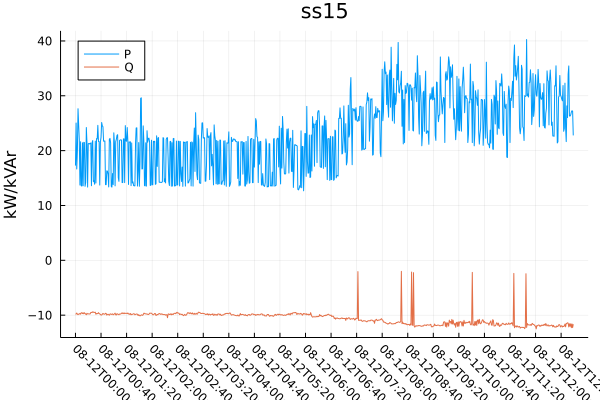 ss15
P
Q
kW/kVAr
40
30
20
10
0
−10
08-12T00:00
08-12T00:40
08-12T01:20
08-12T02:00
08-12T02:40
08-12T03:20
08-12T04:00
08-12T04:40
08-12T05:20
08-12T06:00
08-12T06:40
08-12T07:20
08-12T08:00
08-12T08:40
08-12T09:20
08-12T10:00
08-12T10:40
08-12T11:20
08-12T12:00